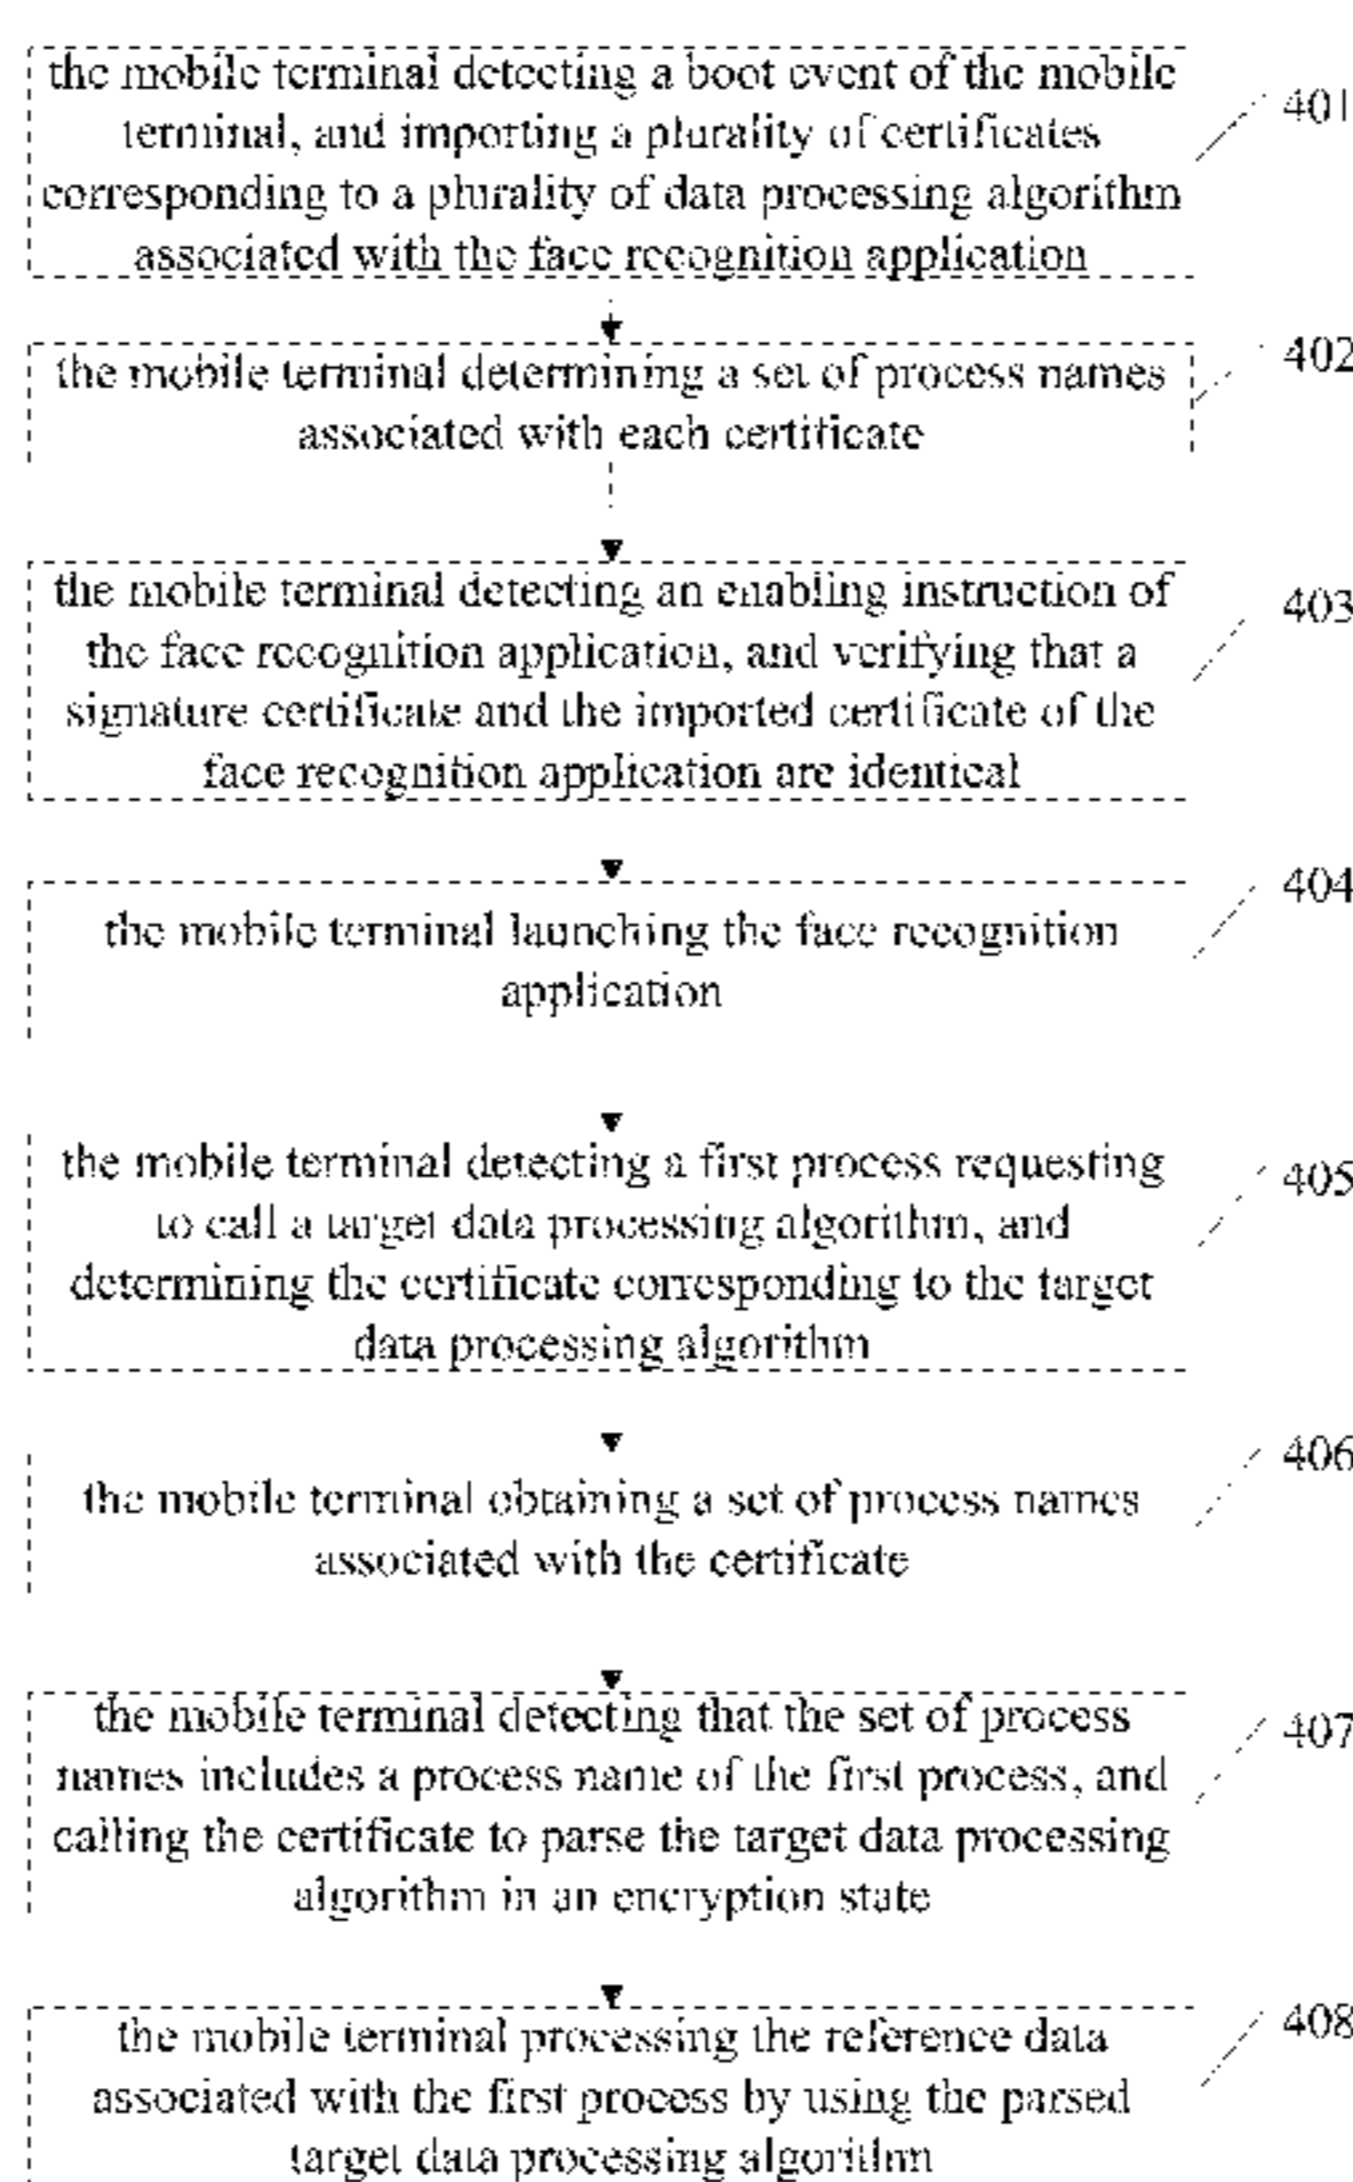 the mobile terminal detecting a boot event of the mobile
terminal, and importing a plurality of certificates
corresponding to a plurality of data processing algorithm
associated with the face recognition application
401
the mobile terminal determining a set of process names
associated with each certificate
402
the mobile terminal detecting an enabling instruction of
the face recognition application, and verifying that a
signature certificate and the imported certificate of the
face recognition application are identical
403
the mobile terminal launching the face recognition
application
404
the mobile terminal detecting a first process requesting
to call a target data processing algorithm, and
determining the certificate corresponding to the target
data processing algorithm
405
the mobile terminal obtaining a set of process names
associated with the certificate
406
the mobile terminal detecting that the set of process
names includes a process name of the first process, and
calling the certificate to parse the target data processing
algorithm in an encryption state
407
the mobile terminal processing the reference data
associated with the first process by using the parsed
target data processing algorithm
408